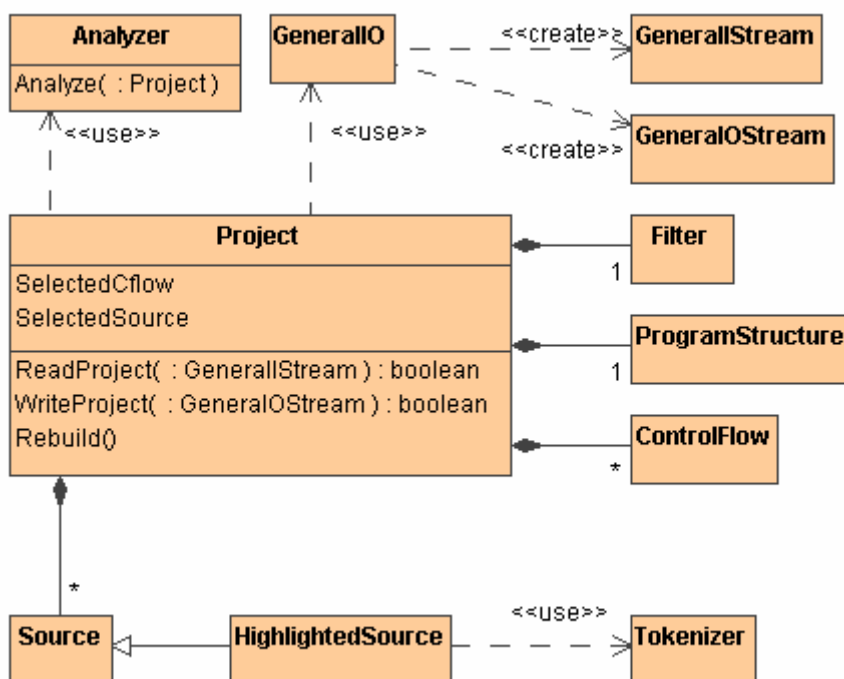 Analyzer
Analyze( : Project )
GeneralIO
<<create>>
GeneralIStream
<<create>>
GeneralOStream
<<use>>
<<use>>
Project
SelectedCflow
SelectedSource
ReadProject( : GeneralIStream ) : boolean
WriteProject( : GeneralOStream ) : boolean
Rebuild()
Filter
1
ProgramStructure
1
ControlFlow
*
*
Source
HighlightedSource
<<use>>
Tokenizer